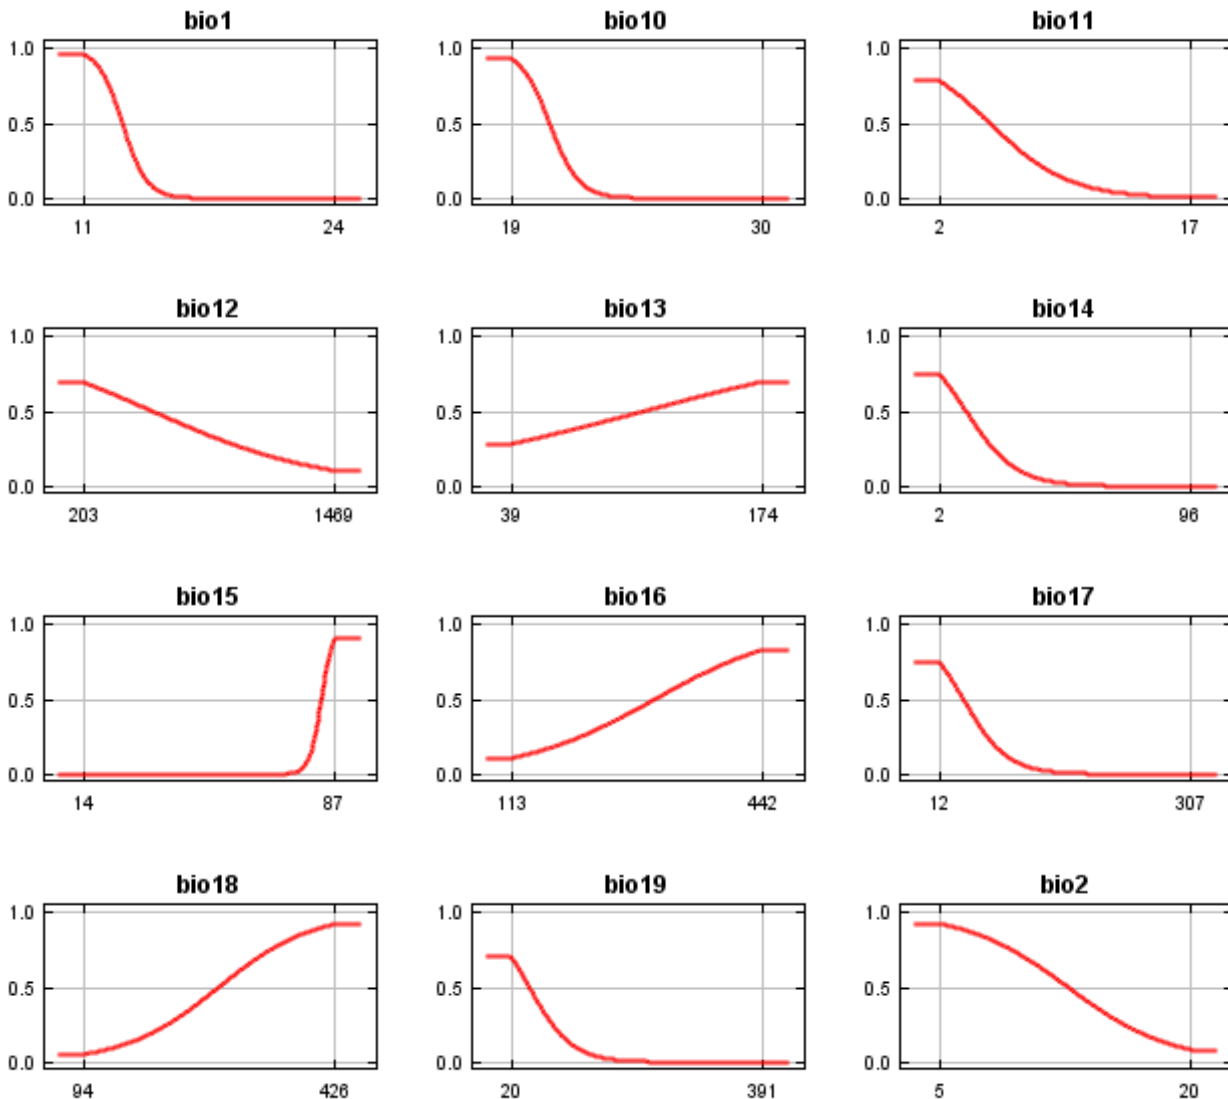 bio1 bio10 bio11
1.0 1.0 1.0
0.5 0.5 0.5
0.0 0.0 0.0
11 24 19 30 2 17
bio12 bio13 bio14
1.0 1.0 1.0
0.5 0.5 0.5
0.0 0.0 0.0
203 1469 39 174 2 96
bio15 bio16 bio17
1.0 1.0 1.0
0.5 0.5 0.5
0.0 0.0 0.0
14 87 113 442 12 307
bio18 bio19 bio2
1.0 1.0 1.0
0.5 0.5 0.5
0.0 0.0 0.0
94 426 20 391 5 20